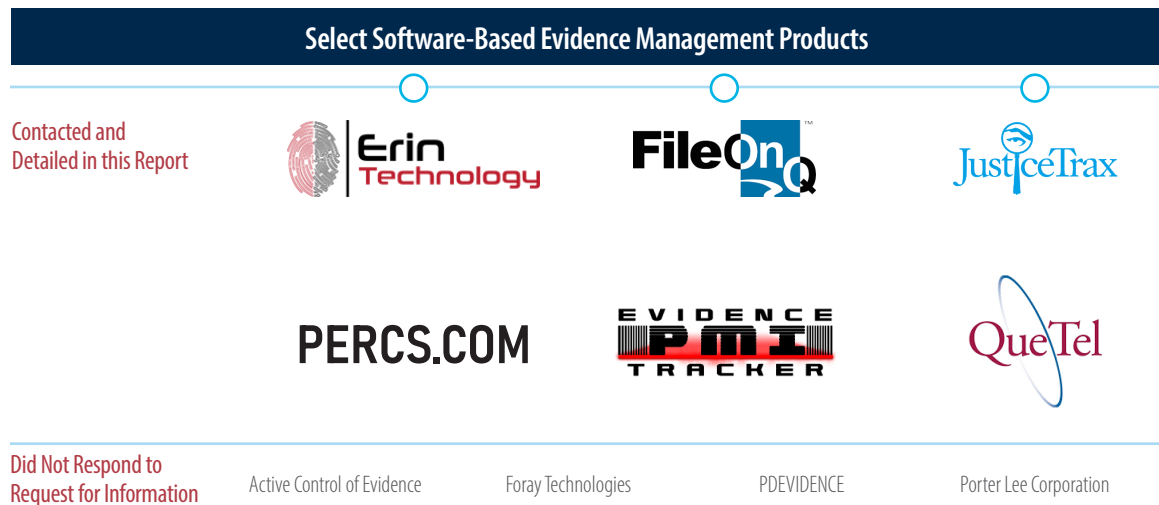 Select Software-Based Evidence Management Products
Contacted and
Detailed in this Report
Erin
Technology
FileOnQ™
JusticeTrax
PERCS.COM
EVIDENCE
PMI
TRACKER
QueTel
Did Not Respond to
Request for Information
Active Control of Evidence
Foray Technologies
PDEVIDENCE
Porter Lee Corporation